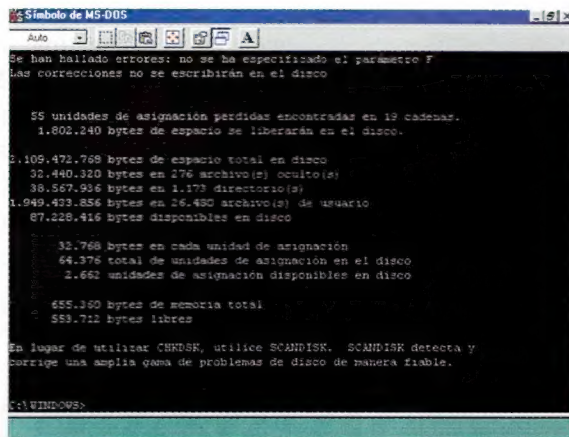 Símbolo de MS-DOS
Auto
A
Se han hallado errores: no se ha especificado el parámetro F
Las correcciones no se escribirán en el disco
55 unidades de asignación perdidas encontradas en 19 cadenas.
1.802.240 bytes de espacio se liberarán en el disco.
2.109.472.768 bytes de espacio total en disco
32.440.320 bytes en 276 archivo(s) oculto(s)
38.567.936 bytes en 1.173 directorio(s)
1.949.433.856 bytes en 26.480 archivo(s) de usuario
87.228.416 bytes disponibles en disco
32.768 bytes en cada unidad de asignación
64.376 total de unidades de asignación en el disco
2.662 unidades de asignación disponibles en disco
655.360 bytes de memoria total
553.712 bytes libres
En lugar de utilizar CHKDSK, utilice SCANDISK. SCANDISK detecta y
corrige una amplia gama de problemas de disco de manera fiable.
C:\WINDOWS>